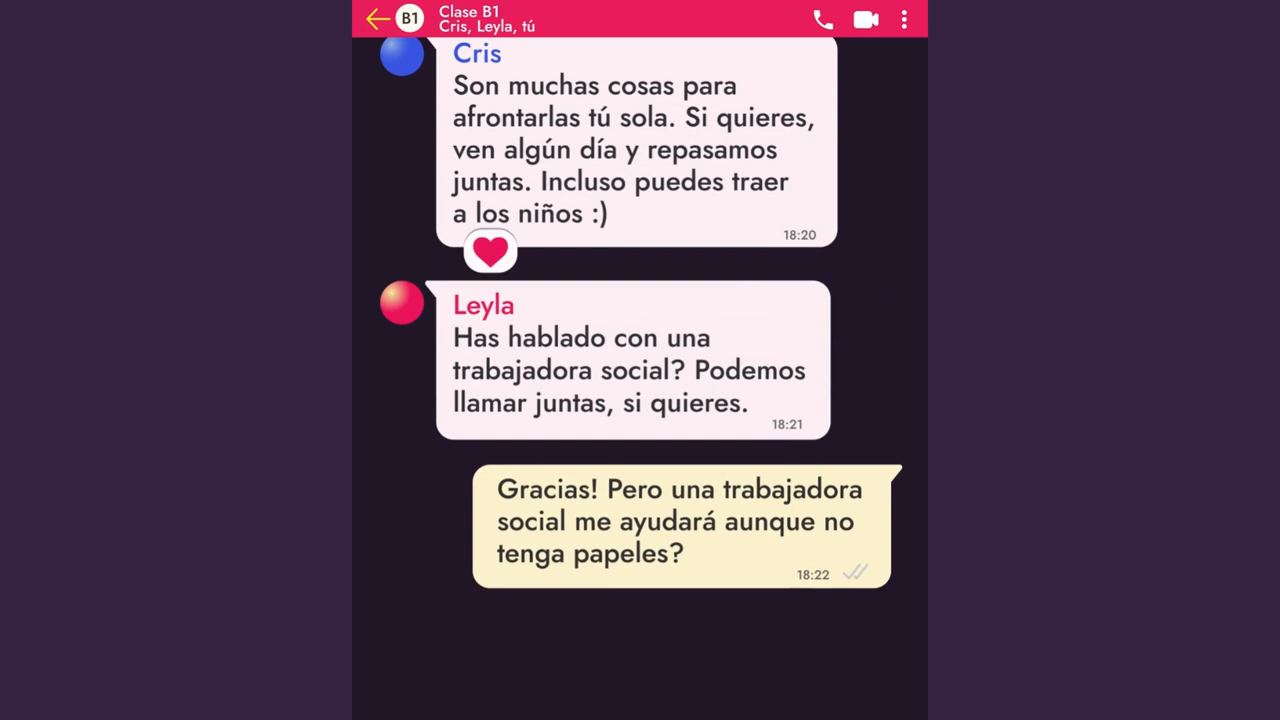 B1
Clase B1
Cris, Leyla, tú
Cris
Son muchas cosas para
afrontarlas tú sola. Si quieres,
ven algún día y repasamos
juntas. Incluso puedes traer
a los niños :)
18:20
Leyla
Has hablado con una
trabajadora social? Podemos
llamar juntas, si quieres.
18:21
Gracias! Pero una trabajadora
social me ayudará aunque no
tenga papeles?
18:22